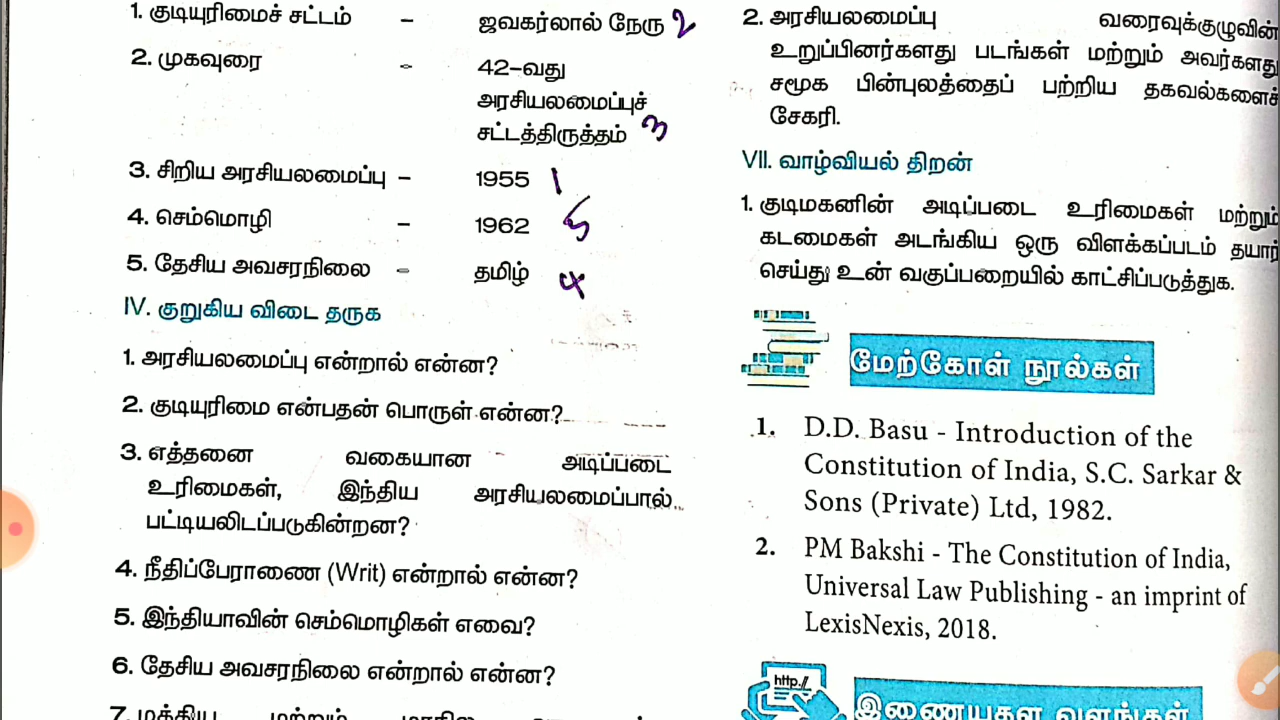 1. குடியுரிமைச் சட்டம் - ஜவகர்லால் நேரு 2
2. முகவுரை - 42-வது
அரசியலமைப்புச்
சட்டத்திருத்தம் 3
3. சிறிய அரசியலமைப்பு - 1955 1
4. செம்மொழி - 1962 5
5. தேசிய அவசரநிலை - தமிழ் 4
IV. குறுகிய விடை தருக
1. அரசியலமைப்பு என்றால் என்ன?
2. குடியுரிமை என்பதன் பொருள் என்ன?
3. எத்தனை வகையான அடிப்படை
உரிமைகள், இந்திய அரசியலமைப்பால்
பட்டியலிடப்படுகின்றன?
4. நீதிப்பேராணை (Writ) என்றால் என்ன?
5. இந்தியாவின் செம்மொழிகள் எவை?
6. தேசிய அவசரநிலை என்றால் என்ன?
7. மத்திய மற்றும் மாநில
2. அரசியலமைப்பு வரைவுக்குழுவின்
உறுப்பினர்களது படங்கள் மற்றும் அவர்களது
சமூக பின்புலத்தைப் பற்றிய தகவல்களைச்
சேகரி.
VII. வாழ்வியல் திறன்
1. குடிமகனின் அடிப்படை உரிமைகள் மற்றும்
கடமைகள் அடங்கிய ஒரு விளக்கப்படம் தயார்
செய்து உன் வகுப்பறையில் காட்சிப்படுத்துக.
மேற்கோள் நூல்கள்
1. D.D. Basu - Introduction of the
Constitution of India, S.C. Sarkar &
Sons (Private) Ltd, 1982.
2. PM Bakshi - The Constitution of India,
Universal Law Publishing - an imprint of
LexisNexis, 2018.
http://
இணையதள வளங்கள்